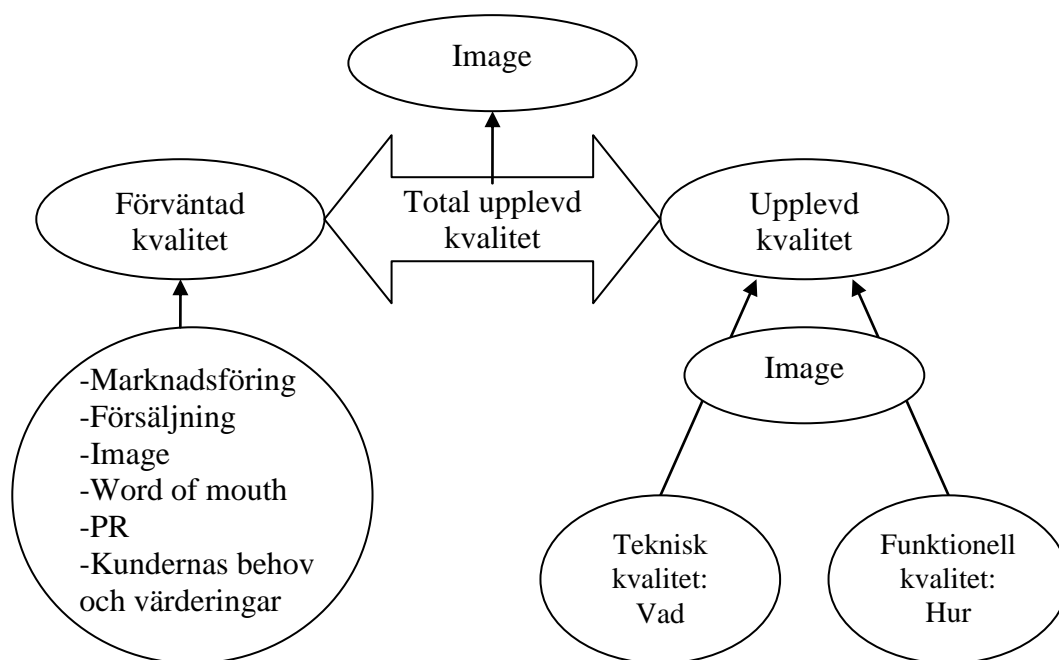 Image
Förväntad
kvalitet
Total upplevd
kvalitet
Upplevd
kvalitet
-Marknadsföring
-Försäljning
-Image
-Word of mouth
-PR
-Kundernas behov
och värderingar
Image
Teknisk
kvalitet:
Vad
Funktionell
kvalitet:
Hur